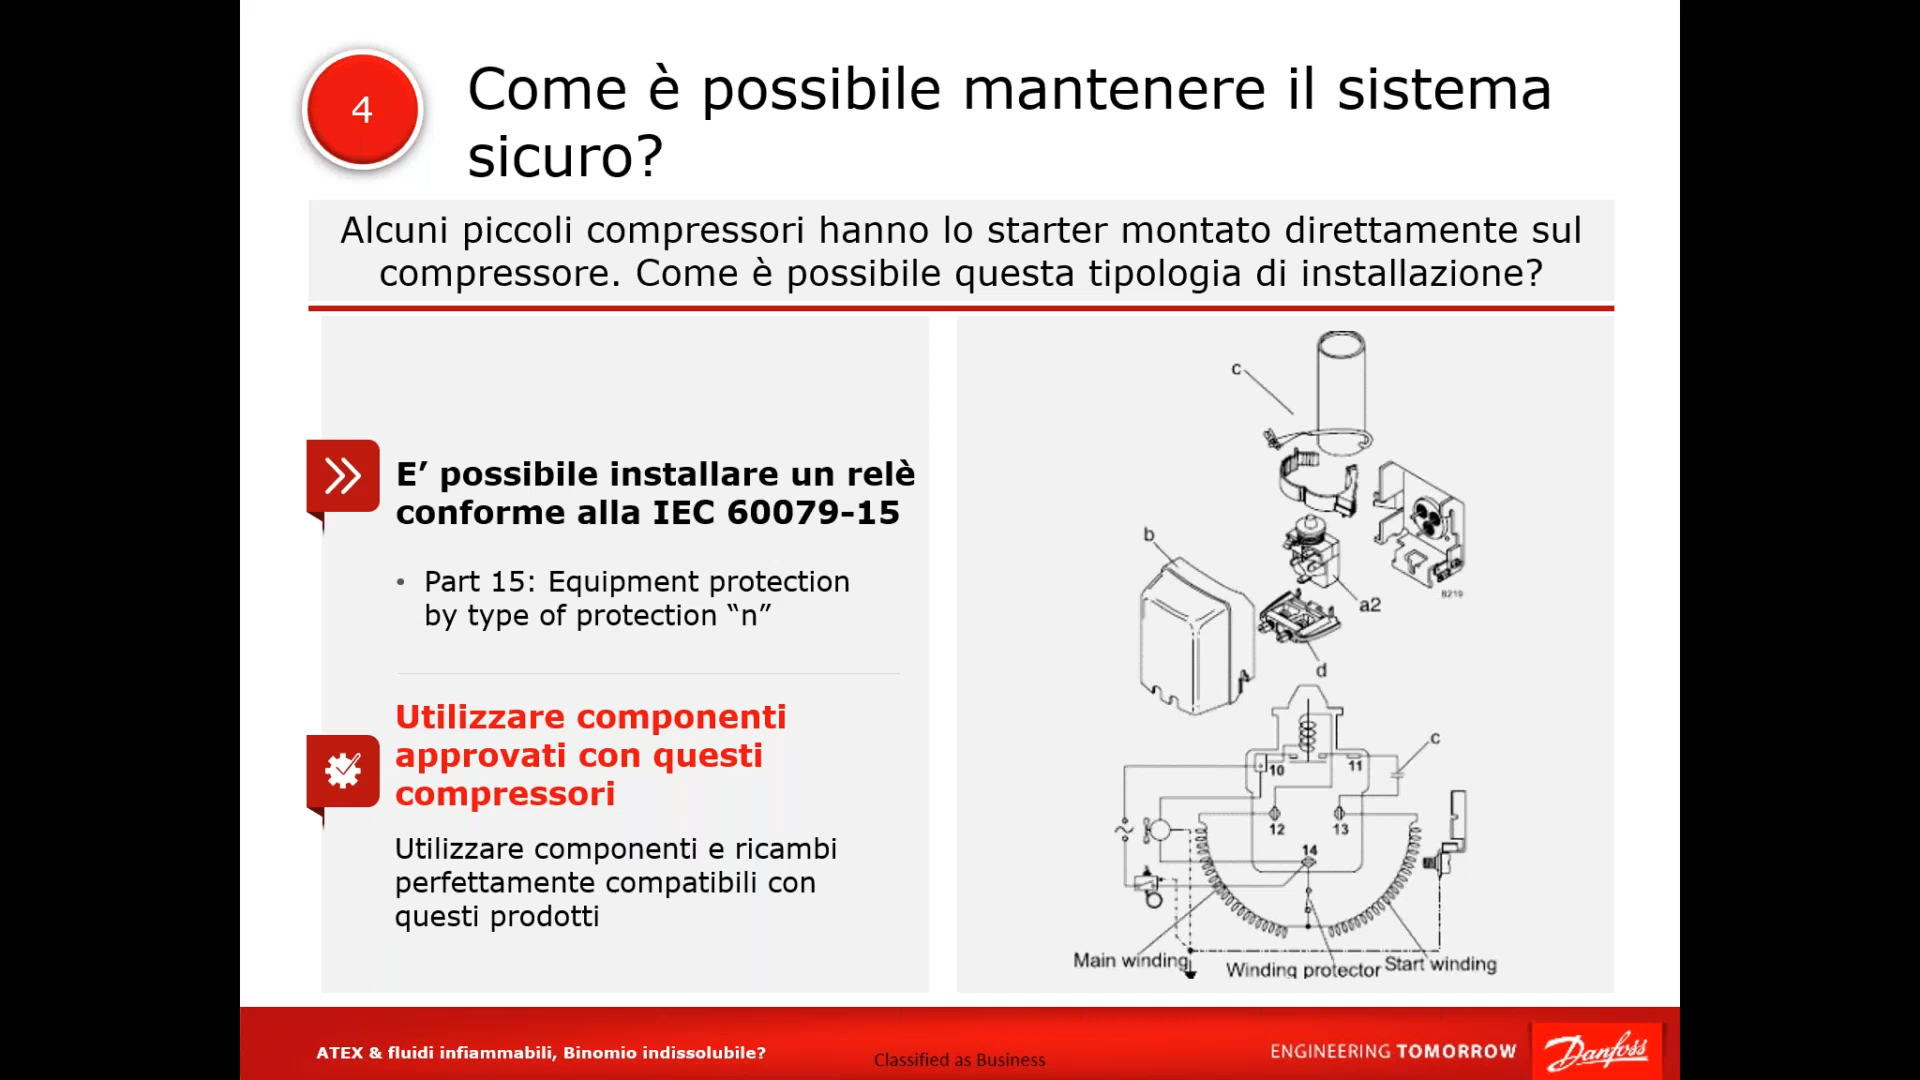 4
Come è possibile mantenere il sistema
sicuro?
Alcuni piccoli compressori hanno lo starter montato direttamente sul
compressore. Come è possibile questa tipologia di installazione?
E’ possibile installare un relè
conforme alla IEC 60079-15
• Part 15: Equipment protection
by type of protection “n”
Utilizzare componenti
approvati con questi
compressori
Utilizzare componenti e ricambi
perfettamente compatibili con
questi prodotti
c
b
8219
a2
d
c
10
11
12
13
14
Main winding
Winding protector
Start winding
ATEX & fluidi infiammabili, Binomio indissolubile?
Classified as Business
ENGINEERING TOMORROW
Danfoss